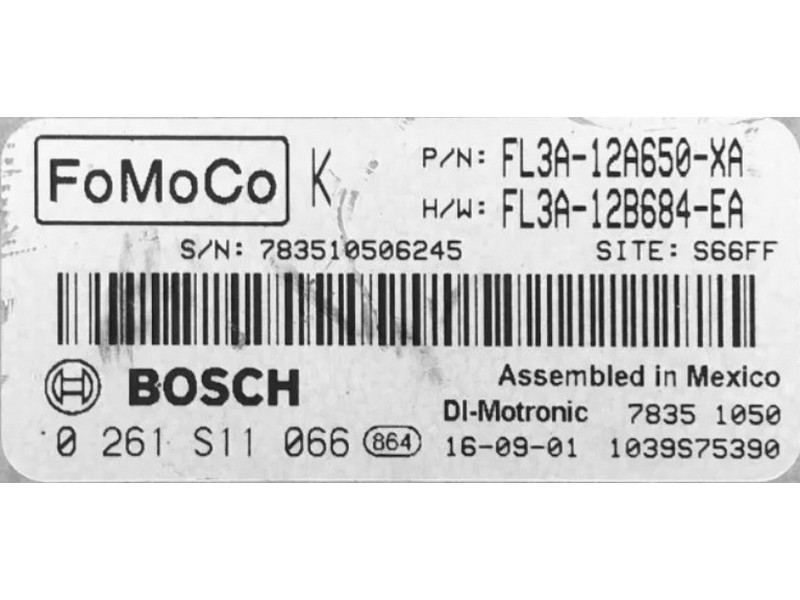 FoMoCo K P/N: FL3A-12A650-XA
H/W: FL3A-12B684-EA
S/N: 783510506245 SITE: S66FF
BOSCH Assembled in Mexico
DI-Motronic 7835 1050
0 261 S11 066 864 16-09-01 1039S75390